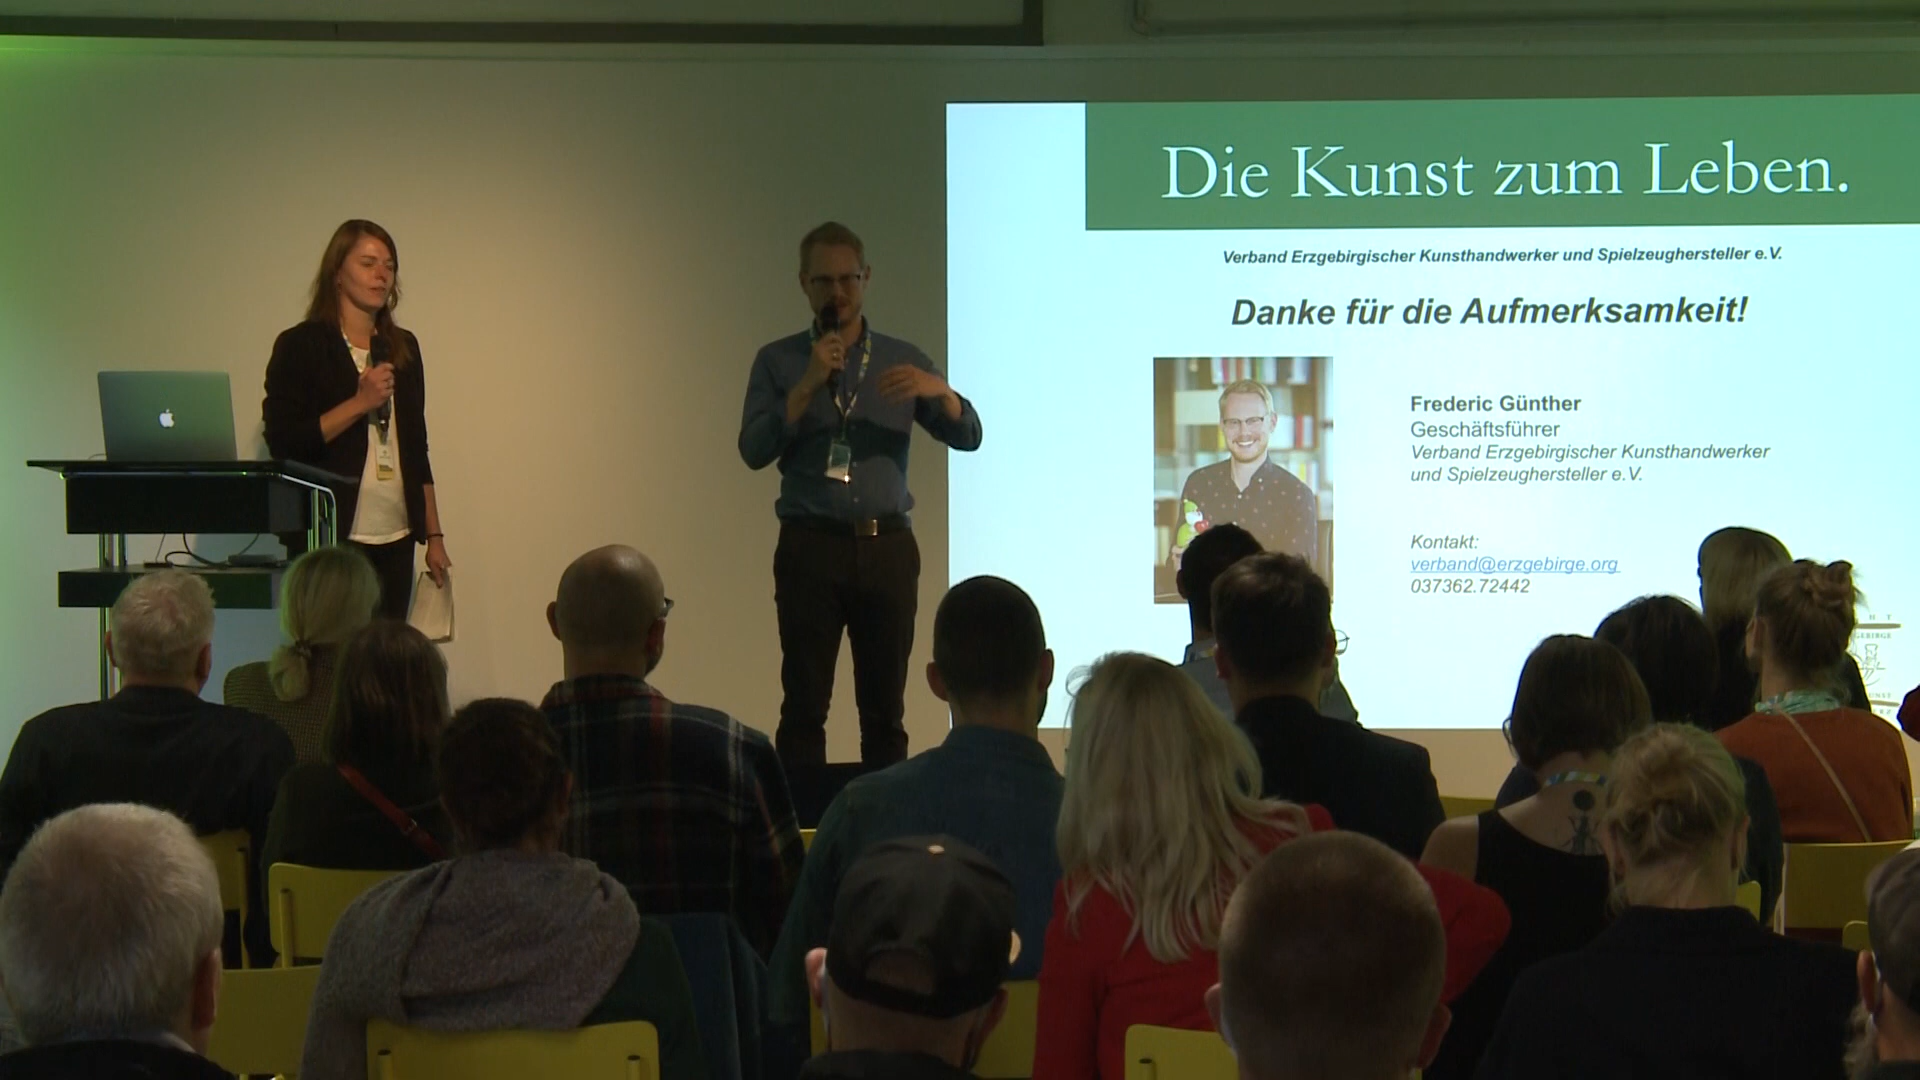 Die Kunst zum Leben.
Verband Erzgebirgischer Kunsthandwerker und Spielzeughersteller e.V.
Danke für die Aufmerksamkeit!
Frederic Günther
Geschäftsführer
Verband Erzgebirgischer Kunsthandwerker
und Spielzeughersteller e.V.
Kontakt:
verband@erzgebirge.org
037362.72442